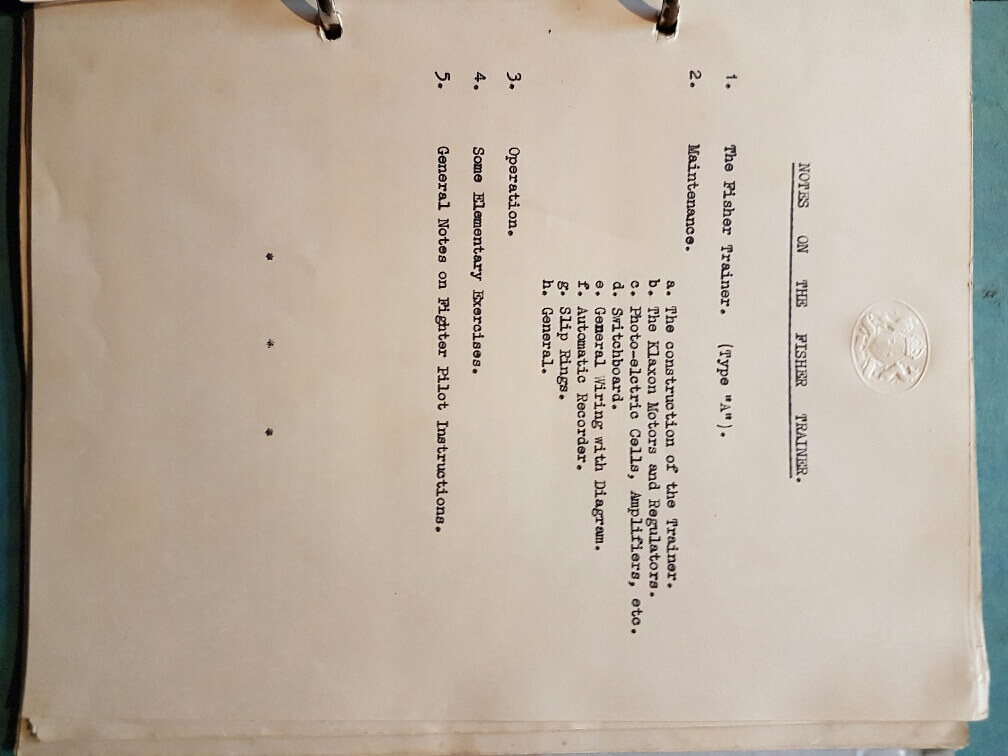 NOTES ON THE FISHER TRAINER.
1. The Fisher Trainer. (Type "A").
2. Maintenance.
a. The construction of the Trainer.
b. The Klaxon Motors and Regulators.
c. Photo-elctric Cells, Amplifiers, etc.
d. Switchboard.
e. General Wiring with Diagram.
f. Automatic Recorder.
g. Slip Rings.
h. General.
3. Operation.
4. Some Elementary Exercises.
5. General Notes on Fighter Pilot Instructions.
* * *